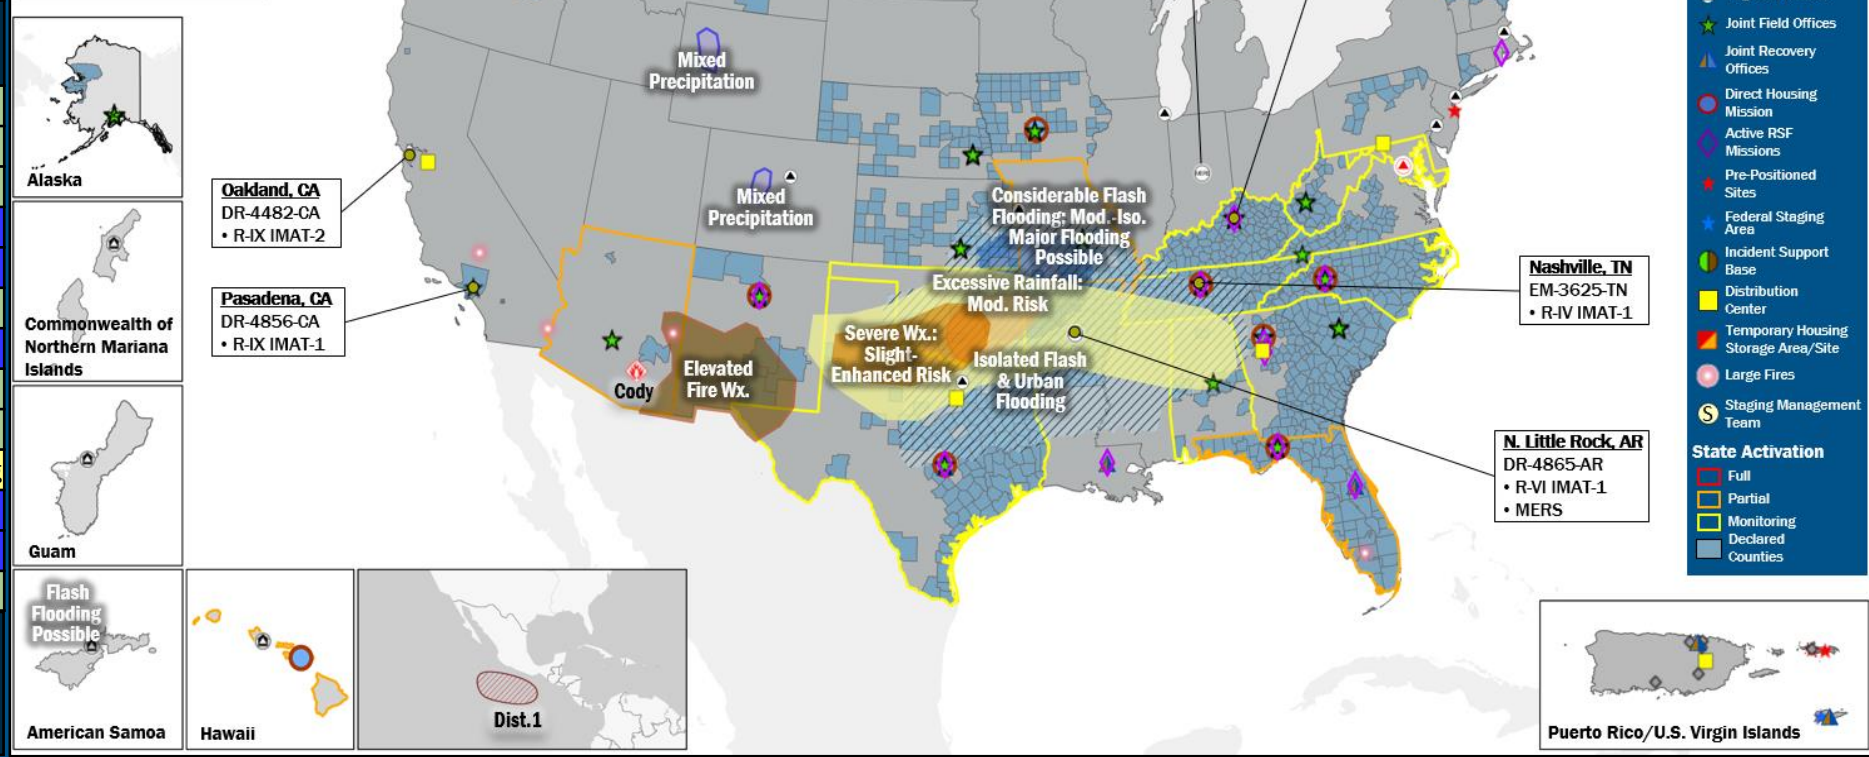 Joint Field Offices
Joint Recovery
Offices
Direct Housing
Mission
Active RSF
Missions
Pre-Positioned
Sites
Federal Staging
Area
Incident Support
Base
Distribution
Center
Temporary Housing
Storage Area/Site
Large Fires
S
Staging Management
Team
State Activation
Full
Partial
Monitoring
Declared
Counties
Alaska
Commonwealth of
Northern Mariana
Islands
Guam
Flash
Flooding
Possible
American Samoa
Hawaii
Dist.1
Puerto Rico/U.S. Virgin Islands
Oakland, CA
DR-4482-CA
• R-IX IMAT-2
Pasadena, CA
DR-4856-CA
• R-IX IMAT-1
Mixed
Precipitation
Mixed
Precipitation
Considerable Flash
Flooding; Mod.-Iso.
Major Flooding
Possible
Excessive Rainfall:
Mod. Risk
Severe Wx.:
Slight-
Enhanced Risk
Isolated Flash
& Urban
Flooding
Elevated
Fire Wx.
Cody
MERS
Nashville, TN
EM-3625-TN
• R-IV IMAT-1
N. Little Rock, AR
DR-4865-AR
• R-VI IMAT-1
• MERS